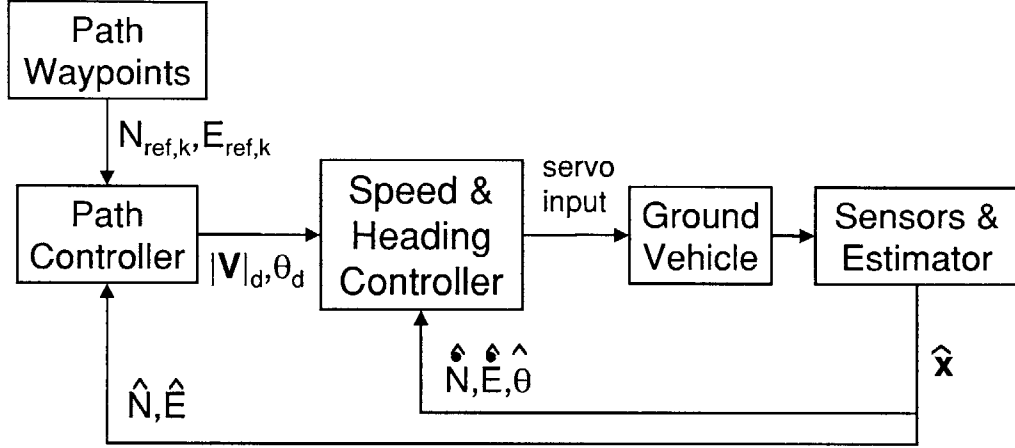 Path
Waypoints
N_ref,k,E_ref,k
Path
Controller
|V|_d,θ_d
Speed &
Heading
Controller
servo
input
Ground
Vehicle
Sensors &
Estimator
N̂̇,Ê̇,θ̂
x̂
N̂,Ê